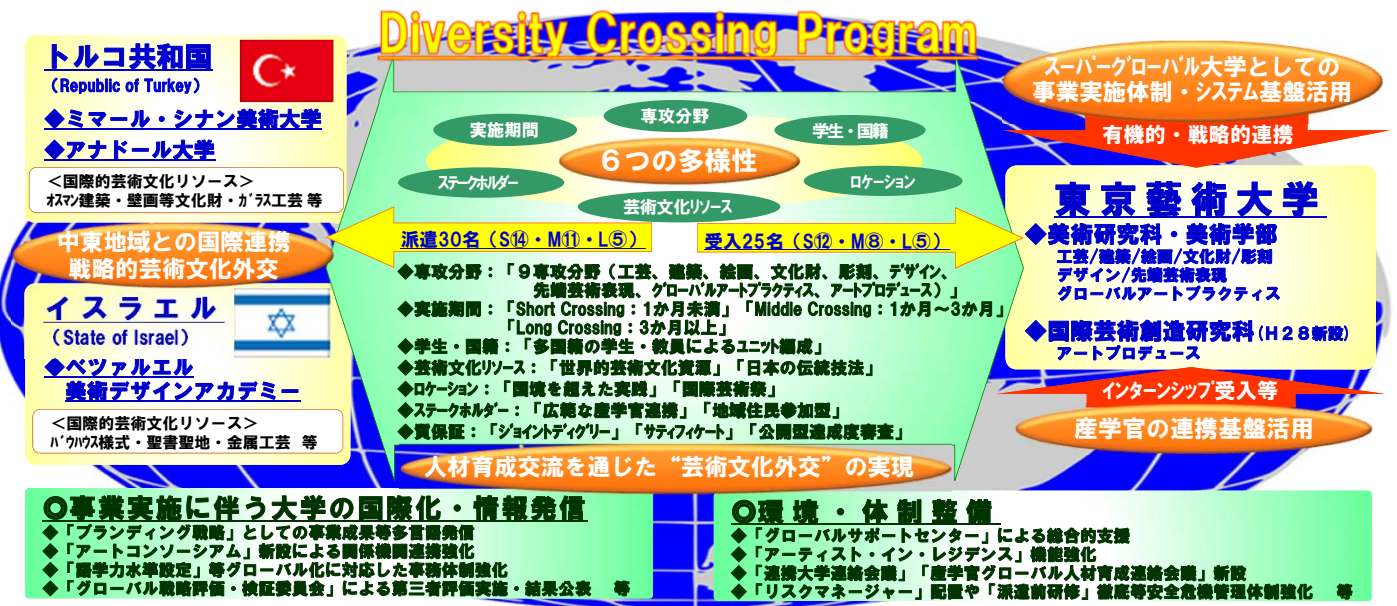 Diversity Crossing Program
トルコ共和国
(Republic of Turkey)
◆ミマール・シナン美術大学
◆アナドール大学
＜国際的芸術文化リソース＞
ｵｽﾏﾝ建築・壁画等文化財・ｶﾞﾗｽ工芸 等
中東地域との国際連携
戦略的芸術文化外交
イスラエル
(State of Israel)
◆ベツァルエル
美術デザインアカデミー
＜国際的芸術文化リソース＞
ﾊﾞｳﾊｳｽ様式・聖書聖地・金属工芸 等
専攻分野
実施期間
学生・国籍
６つの多様性
ステークホルダー
ロケーション
芸術文化リソース
派遣30名（S⑭・M⑪・L⑤）
受入25名（S⑫・M⑧・L⑤）
◆専攻分野：「９専攻分野（工芸、建築、絵画、文化財、彫刻、デザイン、
先端芸術表現、グローバルアートプラクティス、アートプロデュース）」
◆実施期間：「Short Crossing：1か月未満」「Middle Crossing：1か月～3か月」
「Long Crossing：3か月以上」
◆学生・国籍：「多国籍の学生・教員によるユニット編成」
◆芸術文化リソース：「世界的芸術文化資源」「日本の伝統技法」
◆ロケーション：「国境を超えた実践」「国際芸術祭」
◆ステークホルダー：「広範な産学官連携」「地域住民参加型」
◆質保証：「ジョイントディグリー」「サティフィケート」「公開型達成度審査」
人材育成交流を通じた“芸術文化外交”の実現
スーパーグローバル大学としての
事業実施体制・システム基盤活用
有機的・戦略的連携
東京藝術大学
◆美術研究科・美術学部
工芸/建築/絵画/文化財/彫刻
デザイン/先端芸術表現
グローバルアートプラクティス
◆国際芸術創造研究科（Ｈ２８新設）
アートプロデュース
インターンシップ受入等
産学官の連携基盤活用
◎事業実施に伴う大学の国際化・情報発信
◆「ブランディング戦略」としての事業成果等多言語発信
◆「アートコンソーシアム」新設による関係機関連携強化
◆「語学力水準設定」等グローバル化に対応した事務体制強化
◆「グローバル戦略評価・検証委員会」による第三者評価実施・結果公表　等
◎環境・体制整備
◆「グローバルサポートセンター」による総合的支援
◆「アーティスト・イン・レジデンス」機能強化
◆「連携大学連絡会議」「産学官グローバル人材育成連絡会議」新設
◆「リスクマネージャー」配置や「派遣前研修」徹底等安全危機管理体制強化　等